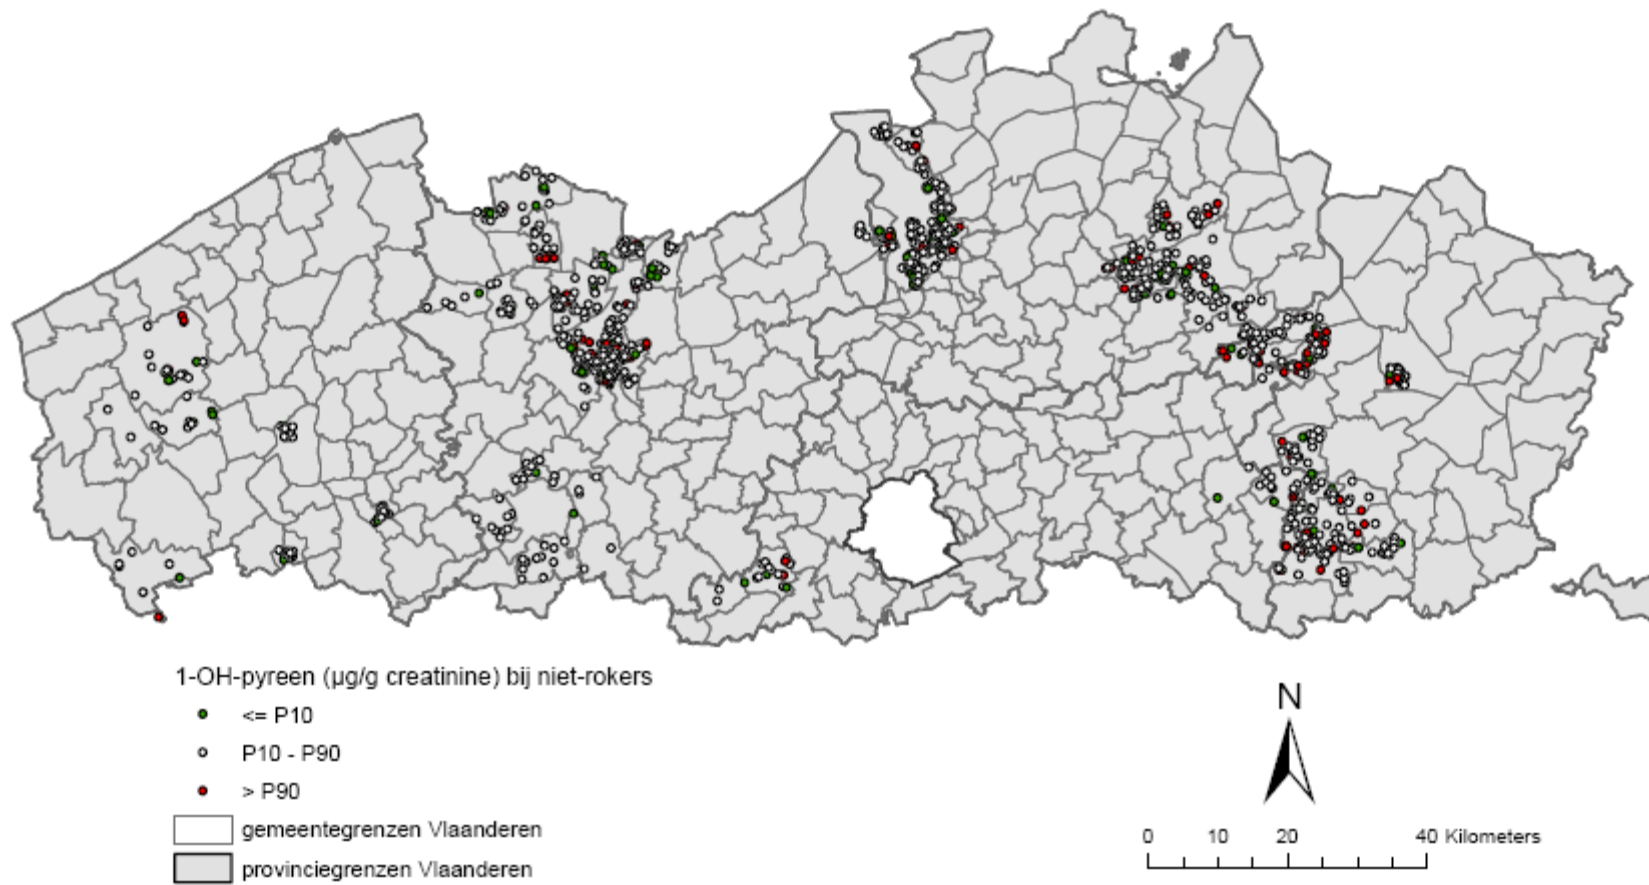 1-OH-pyreen (µg/g creatinine) bij niet-rokers
<= P10
P10 - P90
> P90
gemeentegrenzen Vlaanderen
provinciegrenzen Vlaanderen
N
0 10 20 40 Kilometers